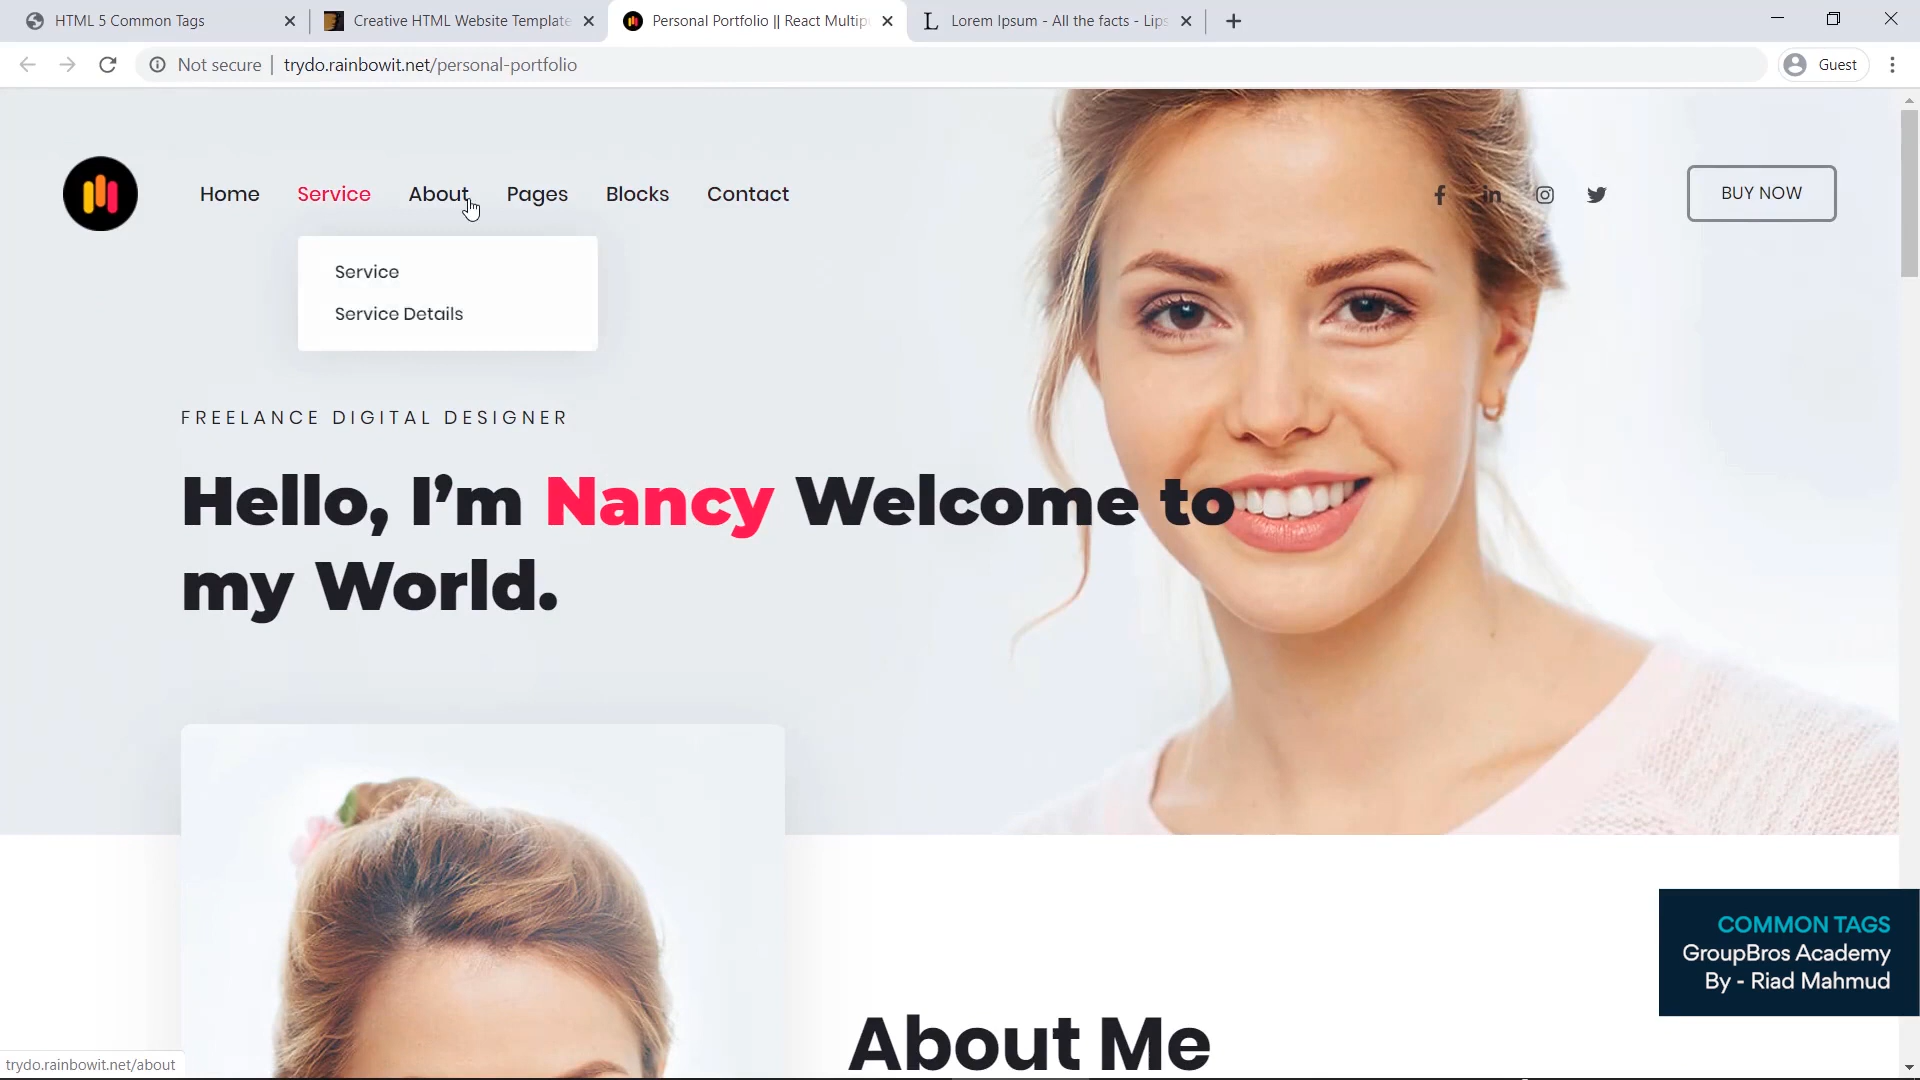 HTML 5 Common Tags
Creative HTML Website Template
Personal Portfolio || React Multip
Lorem Ipsum - All the facts - Lips
Not secure
trydo.rainbowit.net/personal-portfolio
Guest
Home
Service
About
Pages
Blocks
Contact
BUY NOW
Service
Service Details
FREELANCE DIGITAL DESIGNER
Hello, I’m Nancy Welcome to
my World.
COMMON TAGS
GroupBros Academy
By - Riad Mahmud
About Me
trydo.rainbowit.net/about